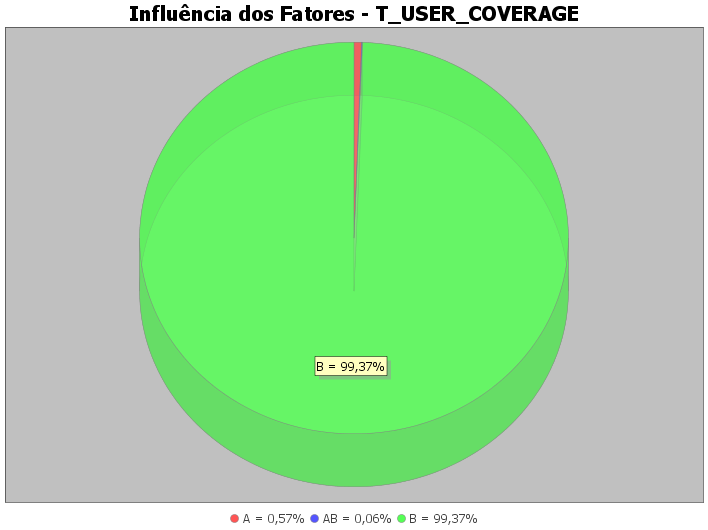 Influência dos Fatores - T_USER_COVERAGE
B = 99,37%
A = 0,57% AB = 0,06% B = 99,37%